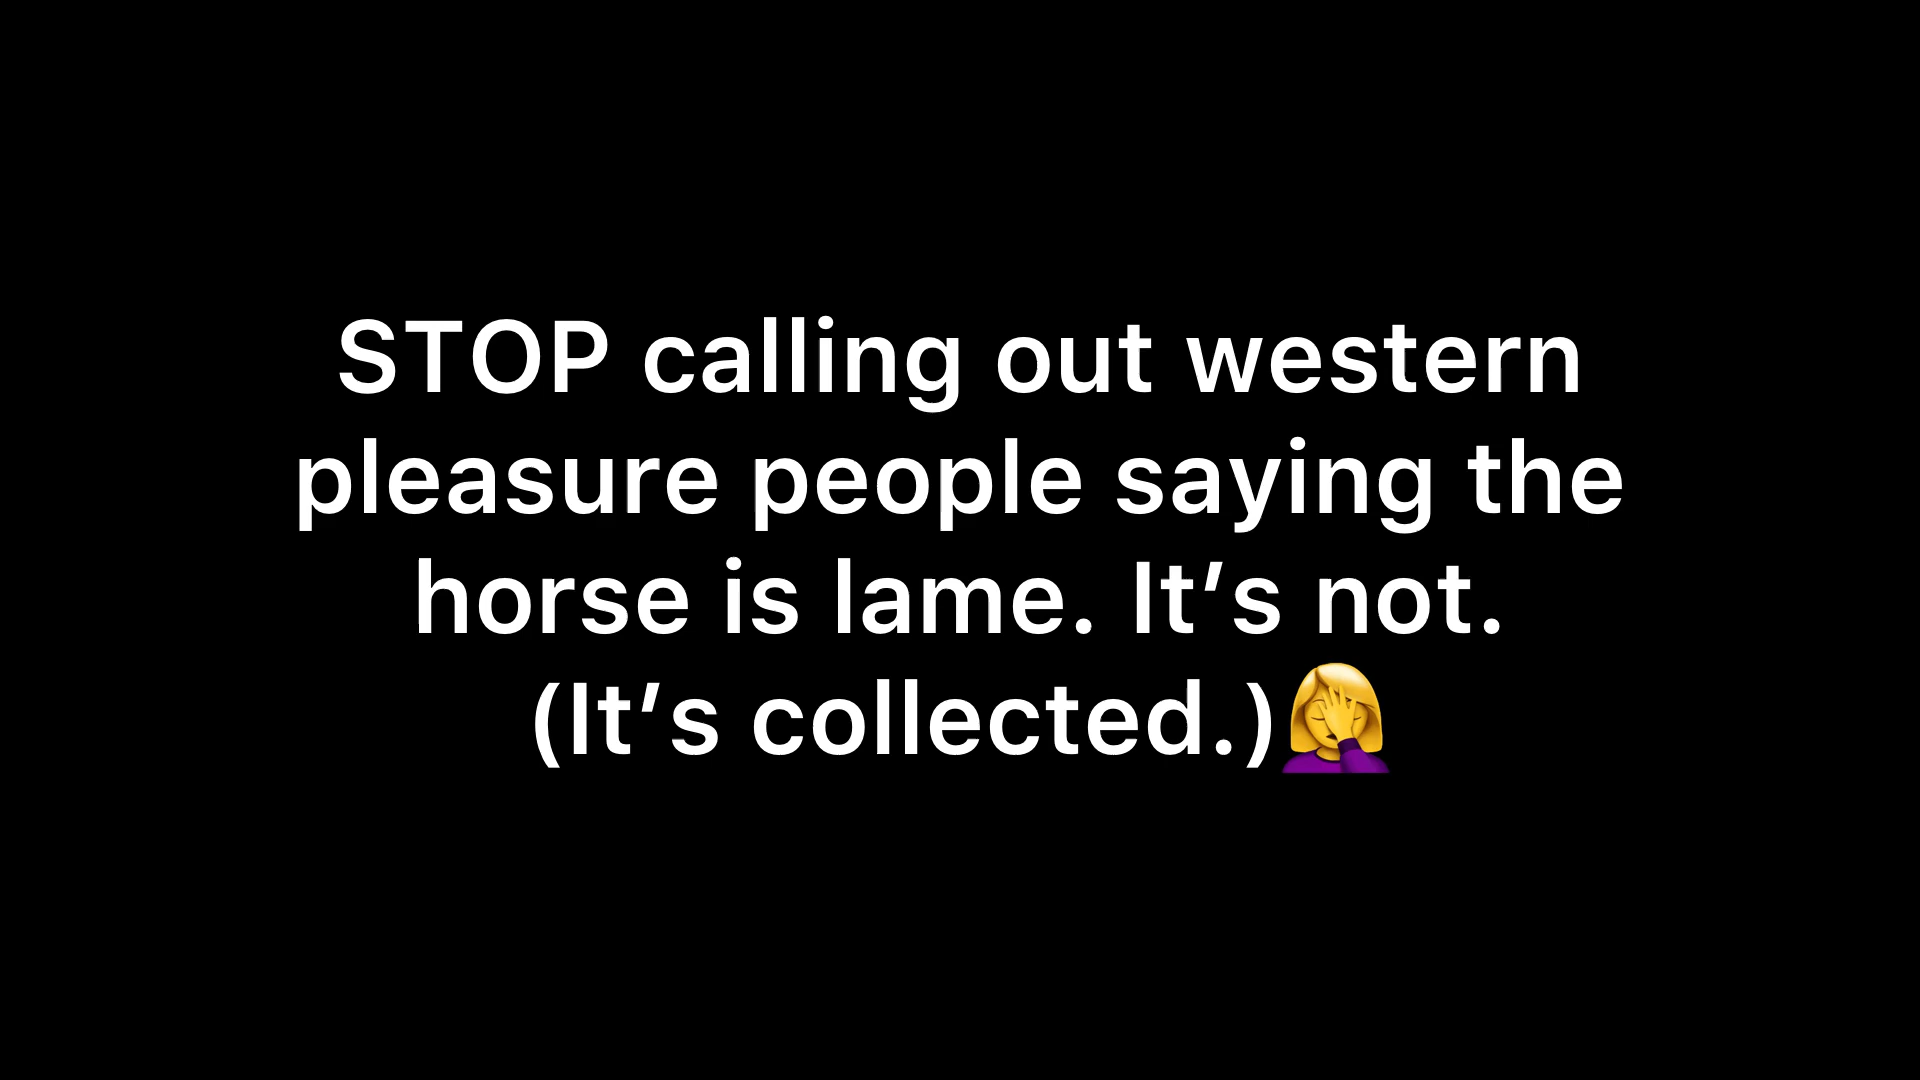 STOP calling out western
pleasure people saying the
horse is lame. It’s not.
(It’s collected.)🤦‍♀️